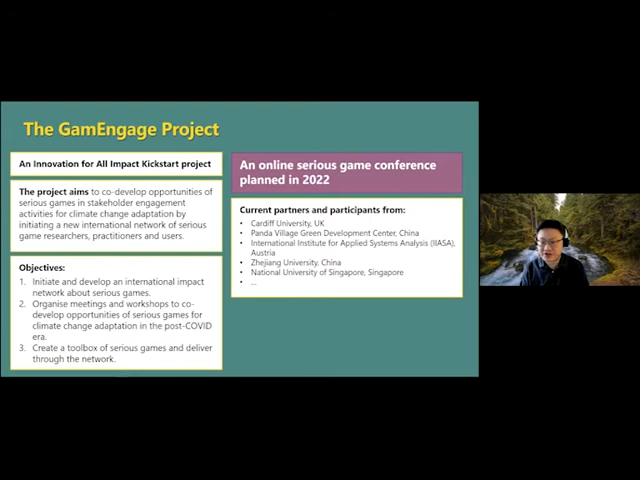 The GamEngage Project
An Innovation for All Impact Kickstart project
The project aims to co-develop opportunities of
serious games in stakeholder engagement
activities for climate change adaptation by
initiating a new international network of serious
game researchers, practitioners and users.
Objectives:
1. Initiate and develop an international impact
network about serious games.
2. Organise meetings and workshops to co-
develop opportunities of serious games for
climate change adaptation in the post-COVID
era.
3. Create a toolbox of serious games and deliver
through the network.
An online serious game conference
planned in 2022
Current partners and participants from:
• Cardiff University, UK
• Panda Village Green Development Center, China
• International Institute for Applied Systems Analysis (IIASA),
Austria
• Zhejiang University. China
• National University of Singapore, Singapore
• ...